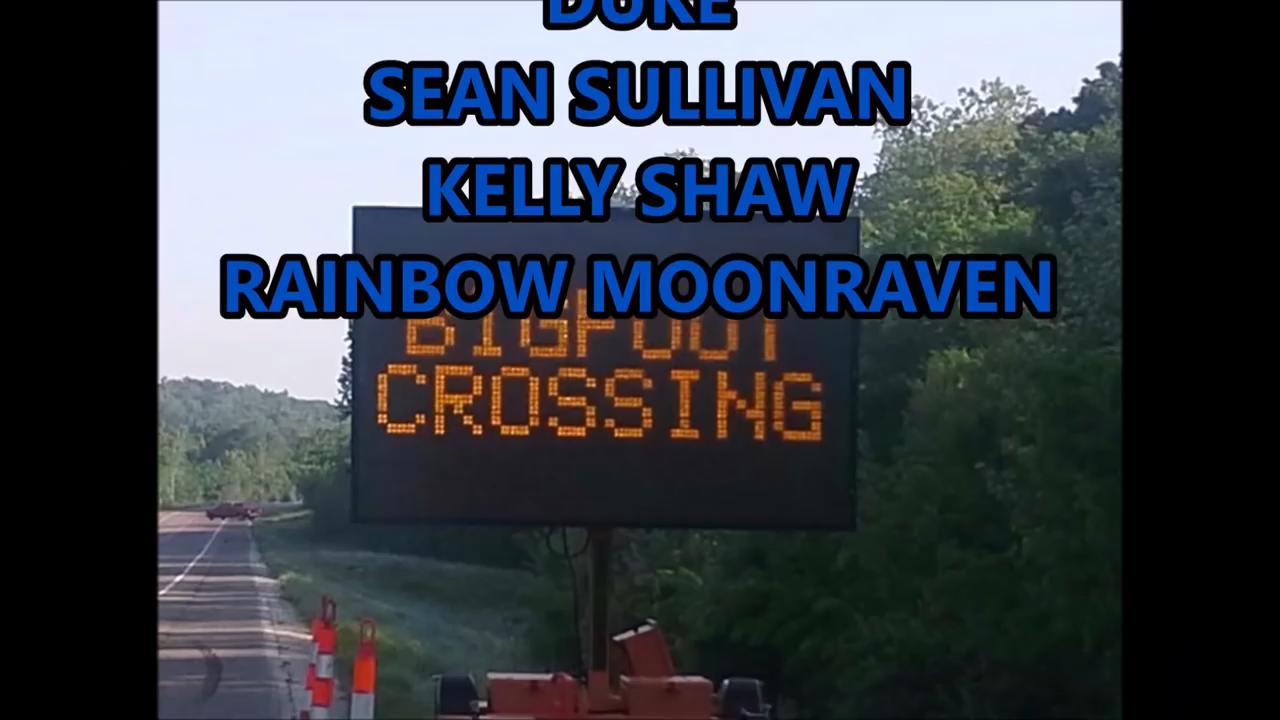 DUKE
SEAN SULLIVAN
KELLY SHAW
RAINBOW MOONRAVEN
BIGFOOT
CROSSING